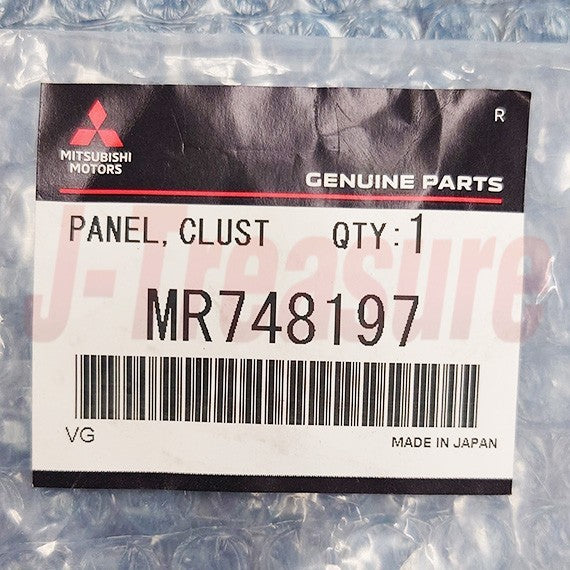 R
MITSUBISHI
MOTORS
GENUINE PARTS
PANEL, CLUST QTY:1
J-Treasure
MR748197
VG
MADE IN JAPAN